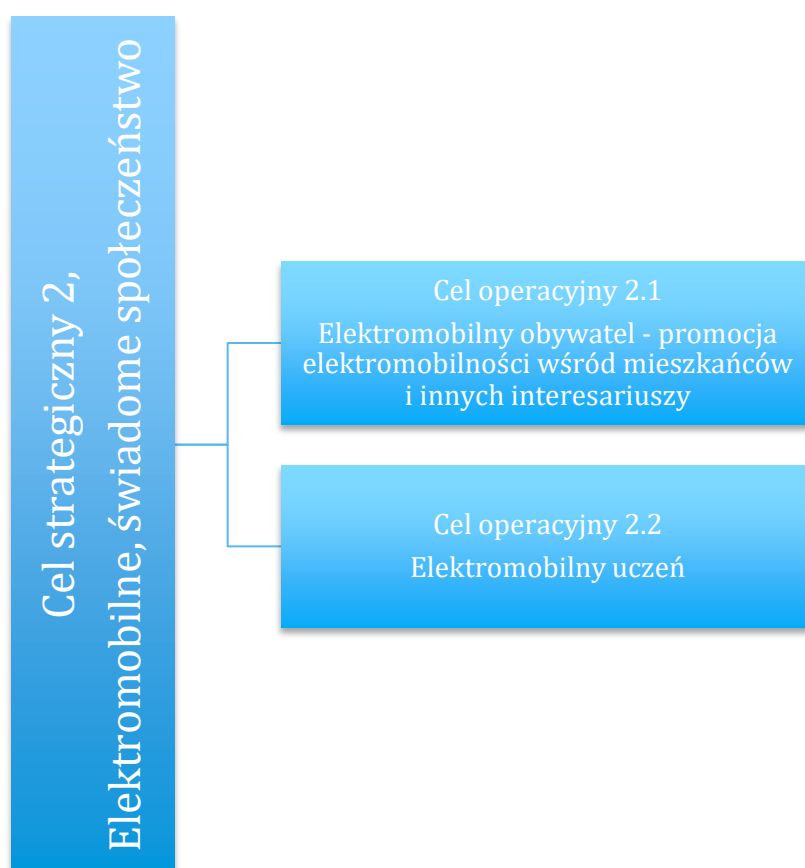 Cel strategiczny 2,
Elektromobilne, świadome społeczeństwo
Cel operacyjny 2.1
Elektromobilny obywatel - promocja
elektromobilności wśród mieszkańców
i innych interesariuszy
Cel operacyjny 2.2
Elektromobilny uczeń